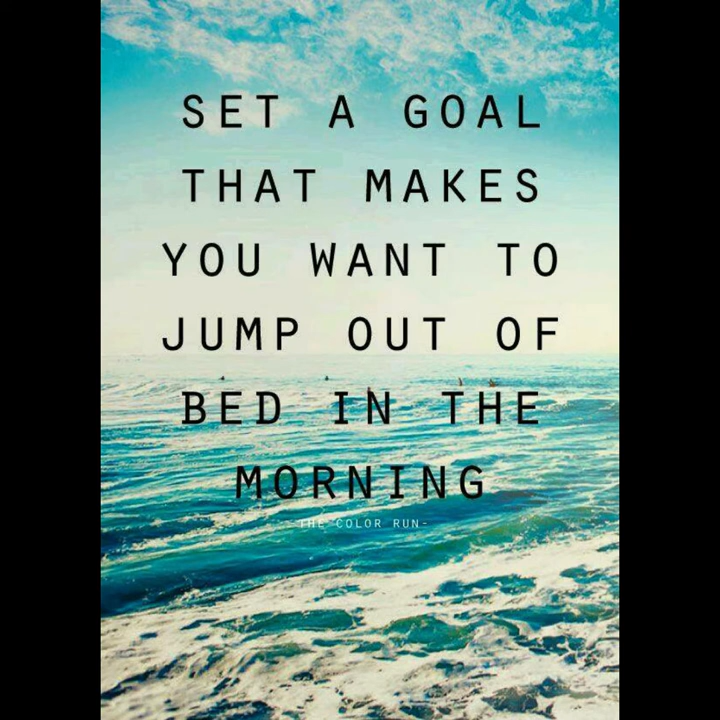 SET A GOAL
THAT MAKES
YOU WANT TO
JUMP OUT OF
BED IN THE
MORNING
-THE COLOR RUN-